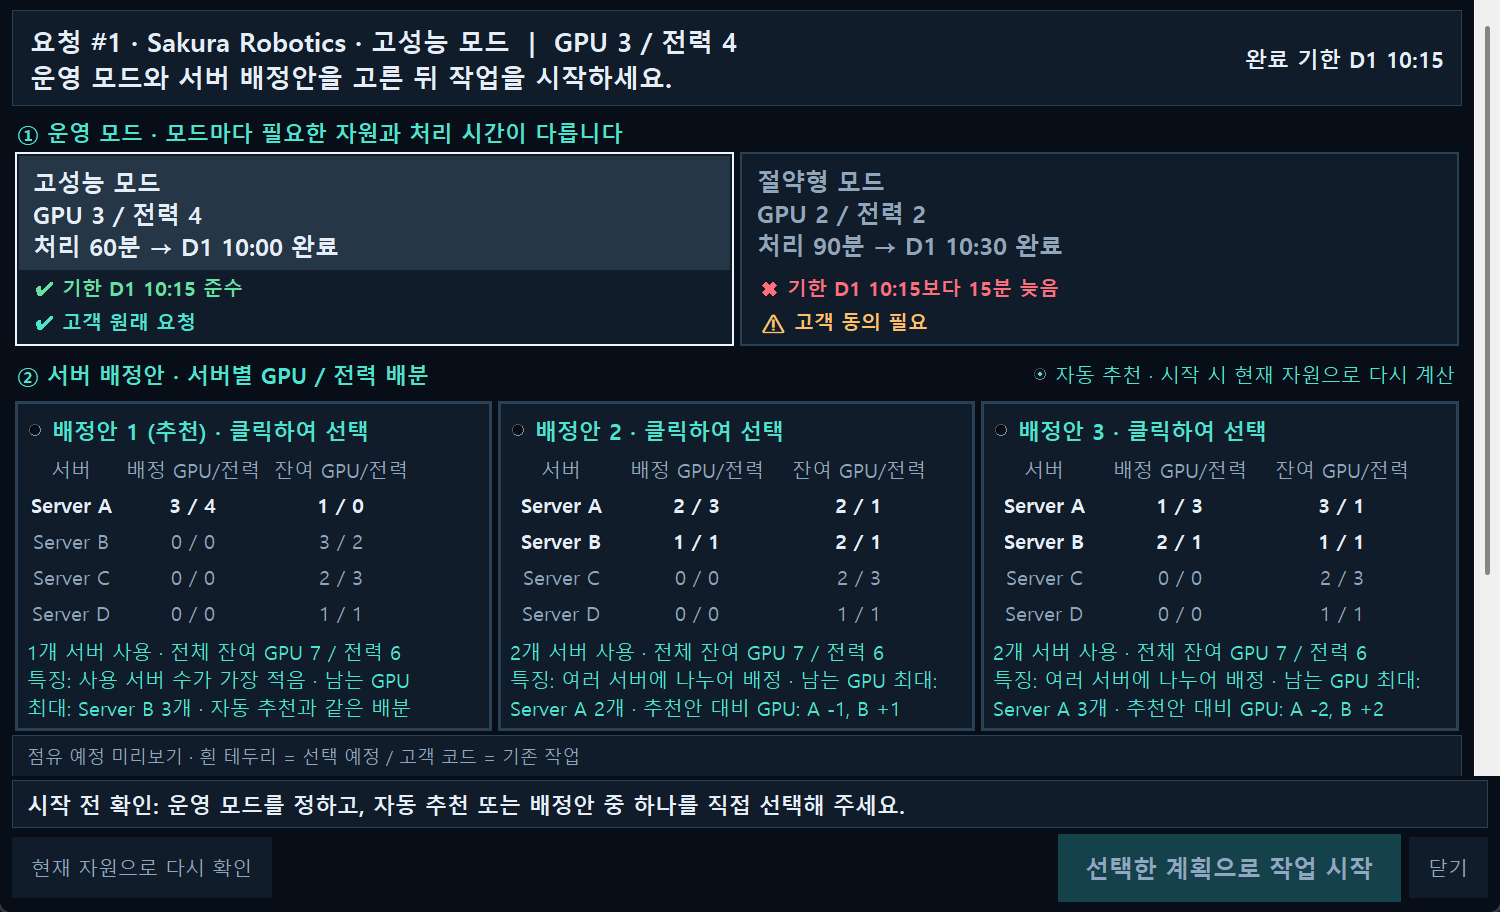 요청 #1 · Sakura Robotics · 고성능 모드 | GPU 3 / 전력 4
운영 모드와 서버 배정안을 고른 뒤 작업을 시작하세요.
완료 기한 D1 10:15
① 운영 모드 · 모드마다 필요한 자원과 처리 시간이 다릅니다
고성능 모드
GPU 3 / 전력 4
처리 60분 → D1 10:00 완료
✔ 기한 D1 10:15 준수
✔ 고객 원래 요청
절약형 모드
GPU 2 / 전력 2
처리 90분 → D1 10:30 완료
✖ 기한 D1 10:15보다 15분 늦음
⚠ 고객 동의 필요
② 서버 배정안 · 서버별 GPU / 전력 배분
자동 추천 · 시작 시 현재 자원으로 다시 계산
배정안 1 (추천) · 클릭하여 선택
서버 배정 GPU/전력 잔여 GPU/전력
Server A 3 / 4 1 / 0
Server B 0 / 0 3 / 2
Server C 0 / 0 2 / 3
Server D 0 / 0 1 / 1
1개 서버 사용 · 전체 잔여 GPU 7 / 전력 6
특징: 사용 서버 수가 가장 적음 · 남는 GPU
최대: Server B 3개 · 자동 추천과 같은 배분
배정안 2 · 클릭하여 선택
서버 배정 GPU/전력 잔여 GPU/전력
Server A 2 / 3 2 / 1
Server B 1 / 1 2 / 1
Server C 0 / 0 2 / 3
Server D 0 / 0 1 / 1
2개 서버 사용 · 전체 잔여 GPU 7 / 전력 6
특징: 여러 서버에 나누어 배정 · 남는 GPU 최대:
Server A 2개 · 추천안 대비 GPU: A -1, B +1
배정안 3 · 클릭하여 선택
서버 배정 GPU/전력 잔여 GPU/전력
Server A 1 / 3 3 / 1
Server B 2 / 1 1 / 1
Server C 0 / 0 2 / 3
Server D 0 / 0 1 / 1
2개 서버 사용 · 전체 잔여 GPU 7 / 전력 6
특징: 여러 서버에 나누어 배정 · 남는 GPU 최대:
Server A 3개 · 추천안 대비 GPU: A -2, B +2
점유 예정 미리보기 · 흰 테두리 = 선택 예정 / 고객 코드 = 기존 작업
시작 전 확인: 운영 모드를 정하고, 자동 추천 또는 배정안 중 하나를 직접 선택해 주세요.
현재 자원으로 다시 확인
선택한 계획으로 작업 시작
닫기